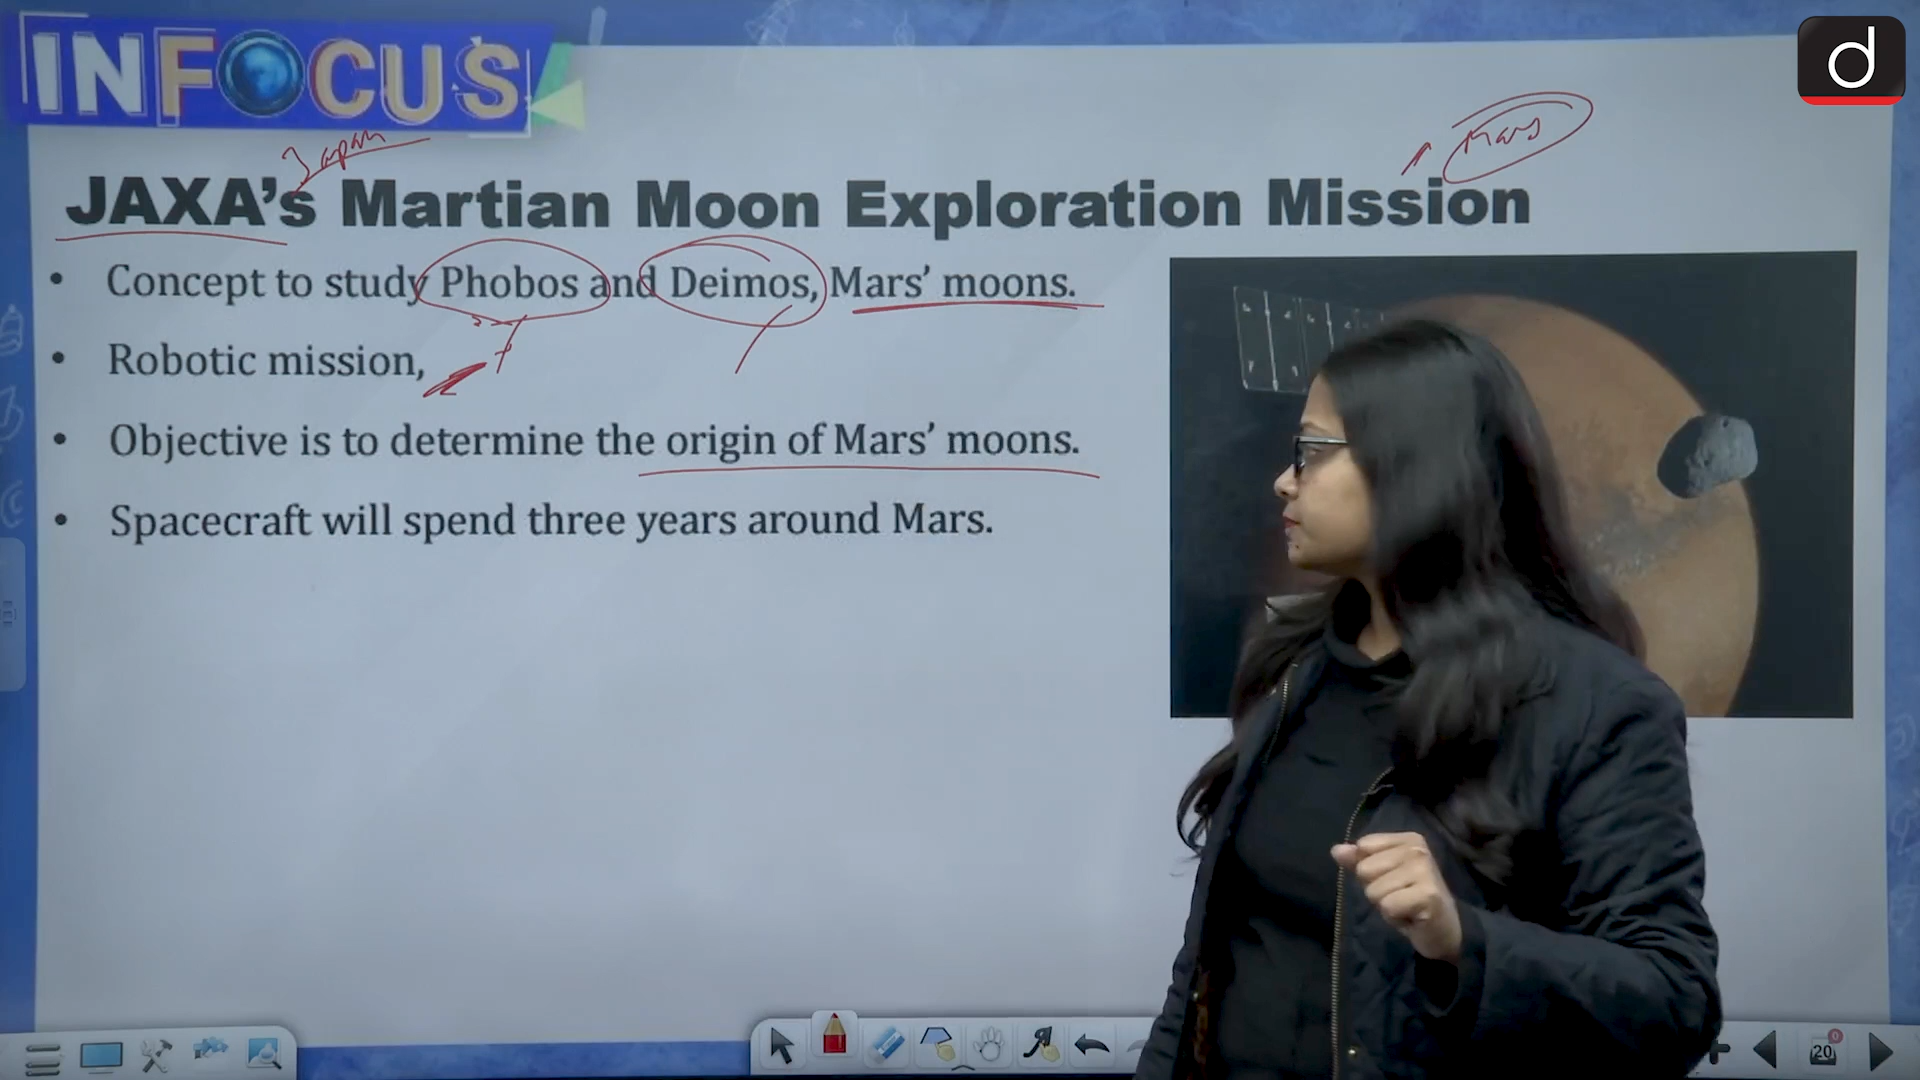 INFOCUS
d
Japan
Mars
JAXA's Martian Moon Exploration Mission
• Concept to study Phobos and Deimos, Mars' moons.
• Robotic mission,
• Objective is to determine the origin of Mars' moons.
• Spacecraft will spend three years around Mars.
20
0